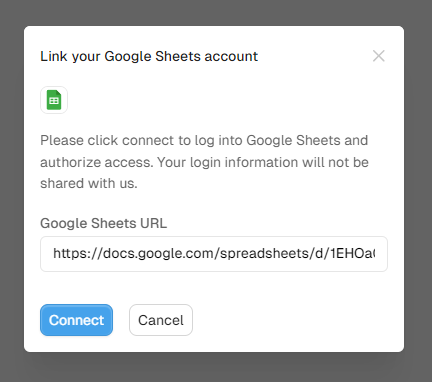 Link your Google Sheets account
Please click connect to log into Google Sheets and
authorize access. Your login information will not be
shared with us.
Google Sheets URL
https://docs.google.com/spreadsheets/d/1EHOa
Connect
Cancel